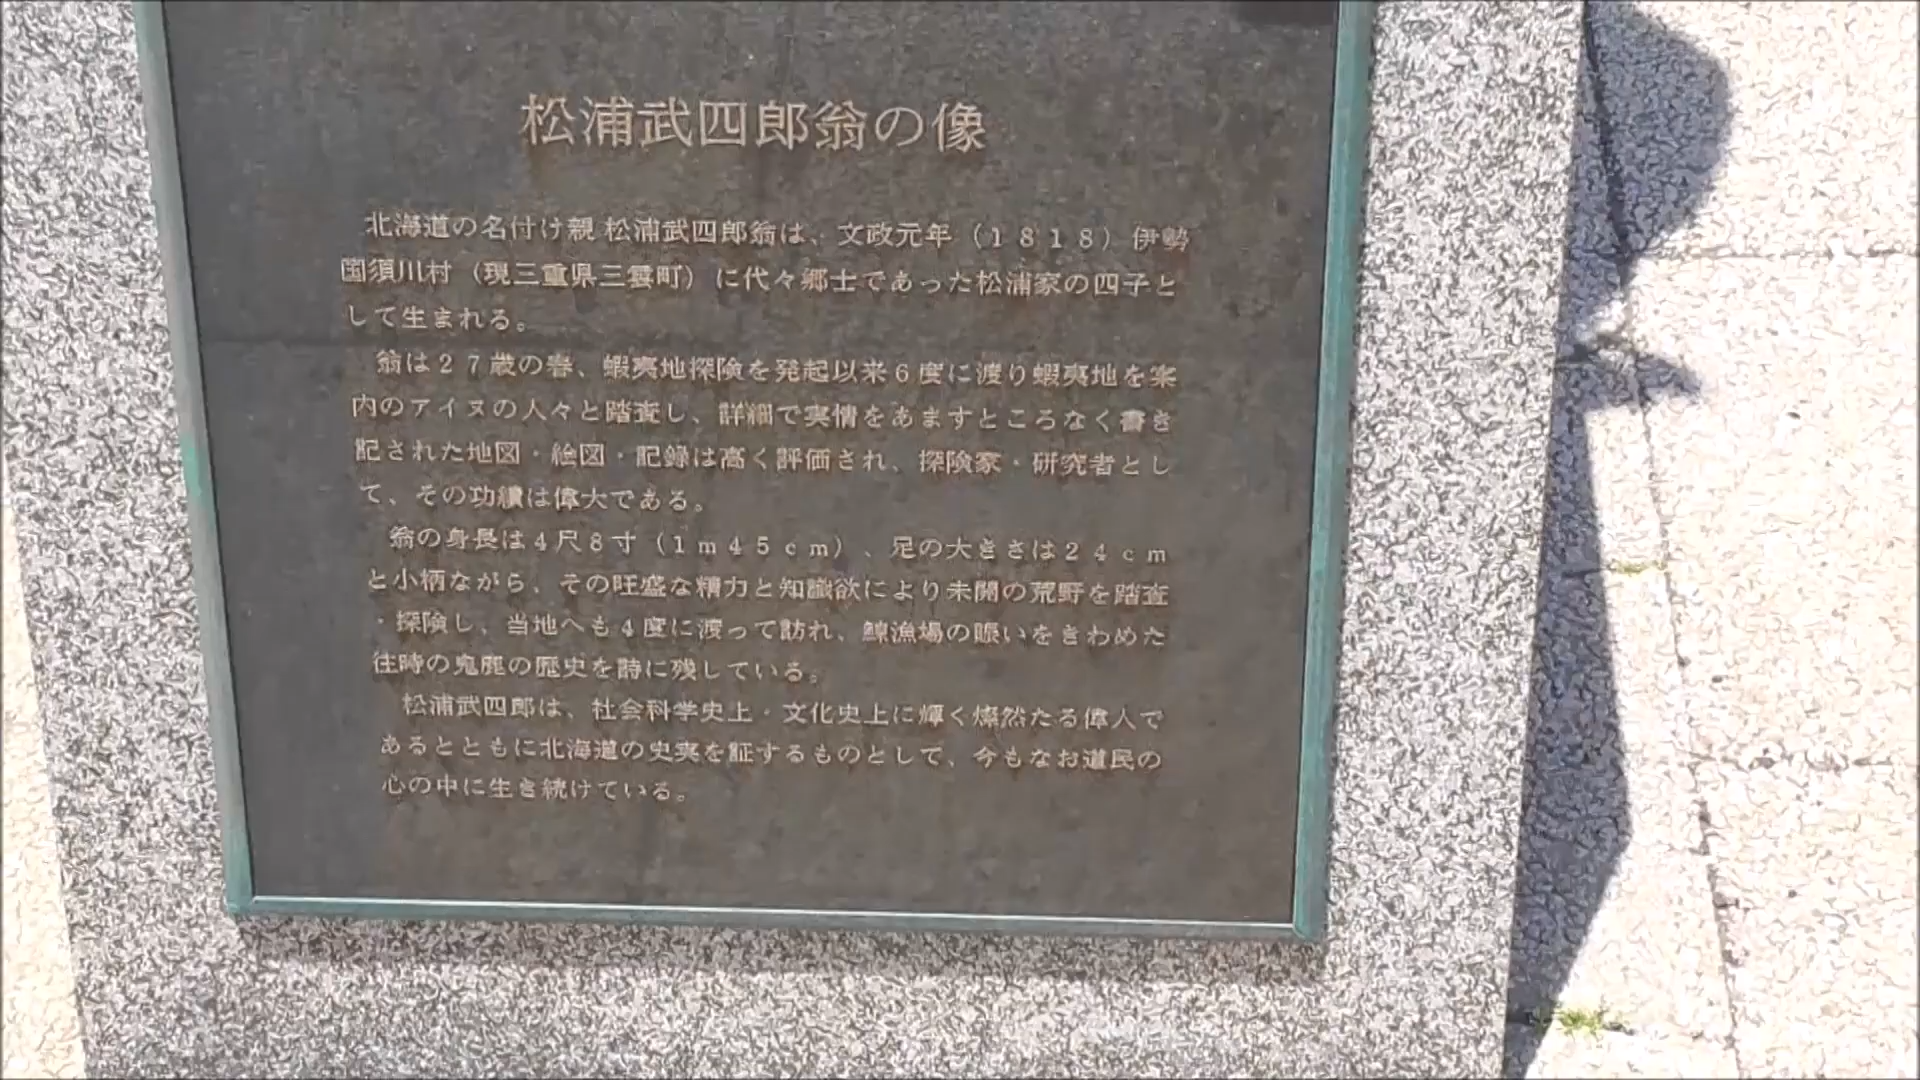 松浦武四郎翁の像
北海道の名付け親 松浦武四郎翁は、文政元年（1818）伊勢
国須川村（現三重県三雲町）に代々郷士であった松浦家の四子と
して生まれる。
翁は27歳の春、蝦夷地探険を発起以来6度に渡り蝦夷地を案
内のアイヌの人々と踏査し、詳細で実情をあますところなく書き
記された地図・絵図・記録は高く評価され、探険家・研究者とし
て、その功績は偉大である。
翁の身長は4尺8寸（1m45cm）、足の大きさは24cm
と小柄ながら、その旺盛な精力と知識欲により未開の荒野を踏査
・探険し、当地へも4度に渡って訪れ、鰊漁場の賑いをきわめた
往時の鬼鹿の歴史を詩に残している。
松浦武四郎は、社会科学史上・文化史上に輝く燦然たる偉人で
あるとともに北海道の史実を証するものとして、今もなお道民の
心の中に生き続けている。